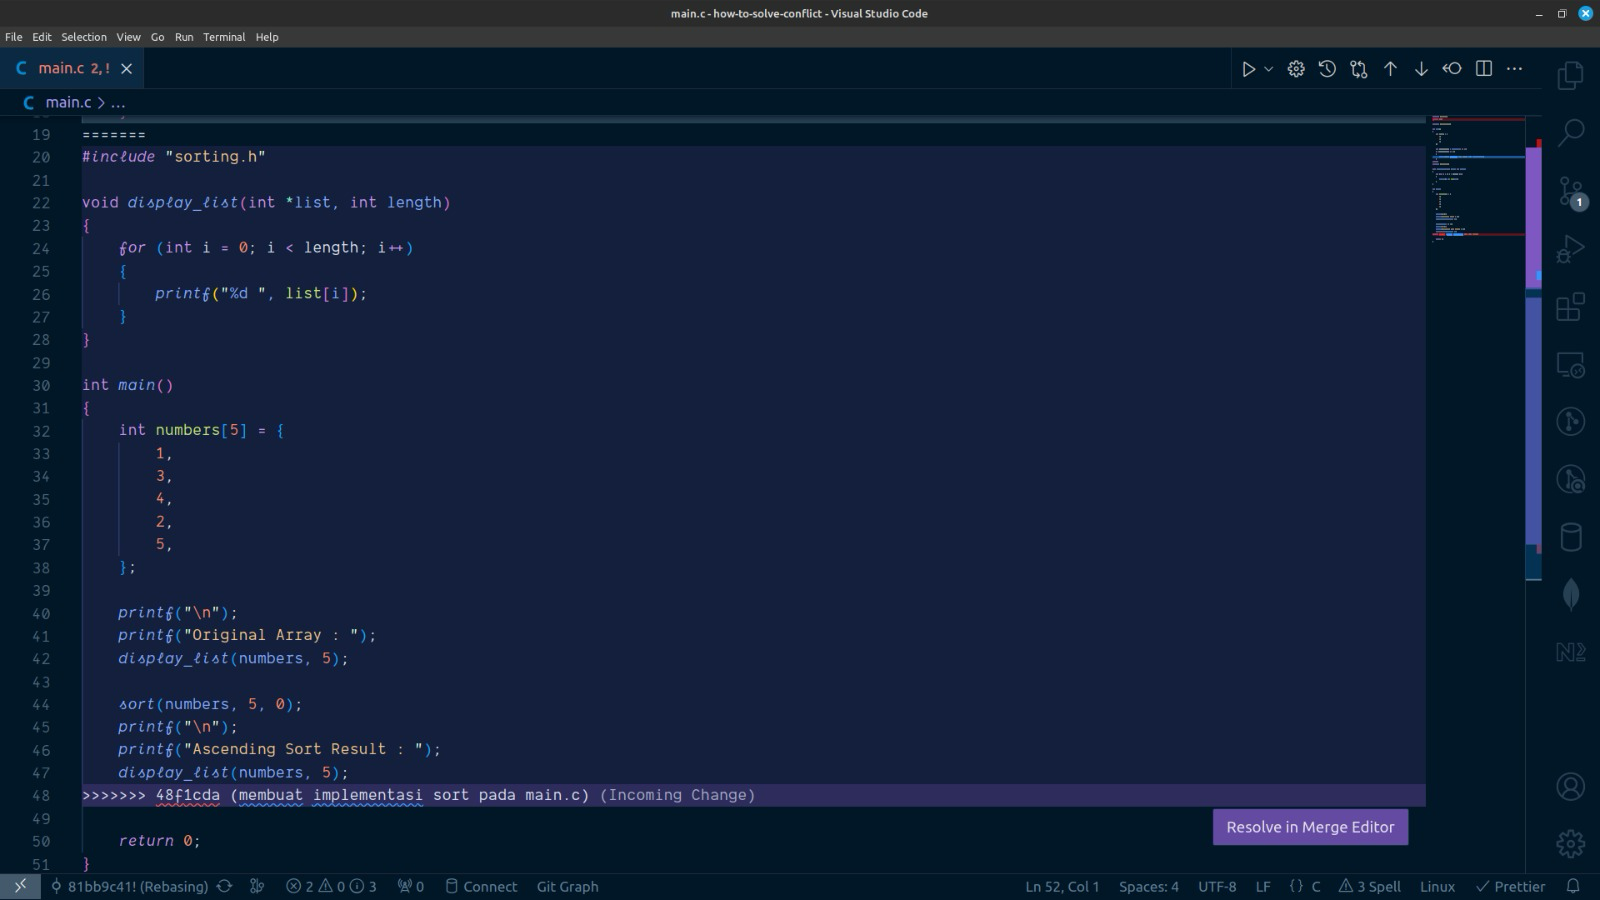 main.c - how-to-solve-conflict - Visual Studio Code
File Edit Selection View Go Run Terminal Help
main.c 2, !
main.c > ...
19 =======
20 #include "sorting.h"
21
22 void display_list(int *list, int length)
23 {
24 for (int i = 0; i < length; i++)
25 {
26 printf("%d ", list[i]);
27 }
28 }
29
30 int main()
31 {
32 int numbers[5] = {
33 1,
34 3,
35 4,
36 2,
37 5,
38 };
39
40 printf("\n");
41 printf("Original Array : ");
42 display_list(numbers, 5);
43
44 sort(numbers, 5, 0);
45 printf("\n");
46 printf("Ascending Sort Result : ");
47 display_list(numbers, 5);
48 >>>>>>> 48f1cda (membuat implementasi sort pada main.c) (Incoming Change)
49
Resolve in Merge Editor
50 return 0;
51 }
1
81bb9c41! (Rebasing) 2 0 3 0 Connect Git Graph Ln 52, Col 1 Spaces: 4 UTF-8 LF {} C 3 Spell Linux Prettier